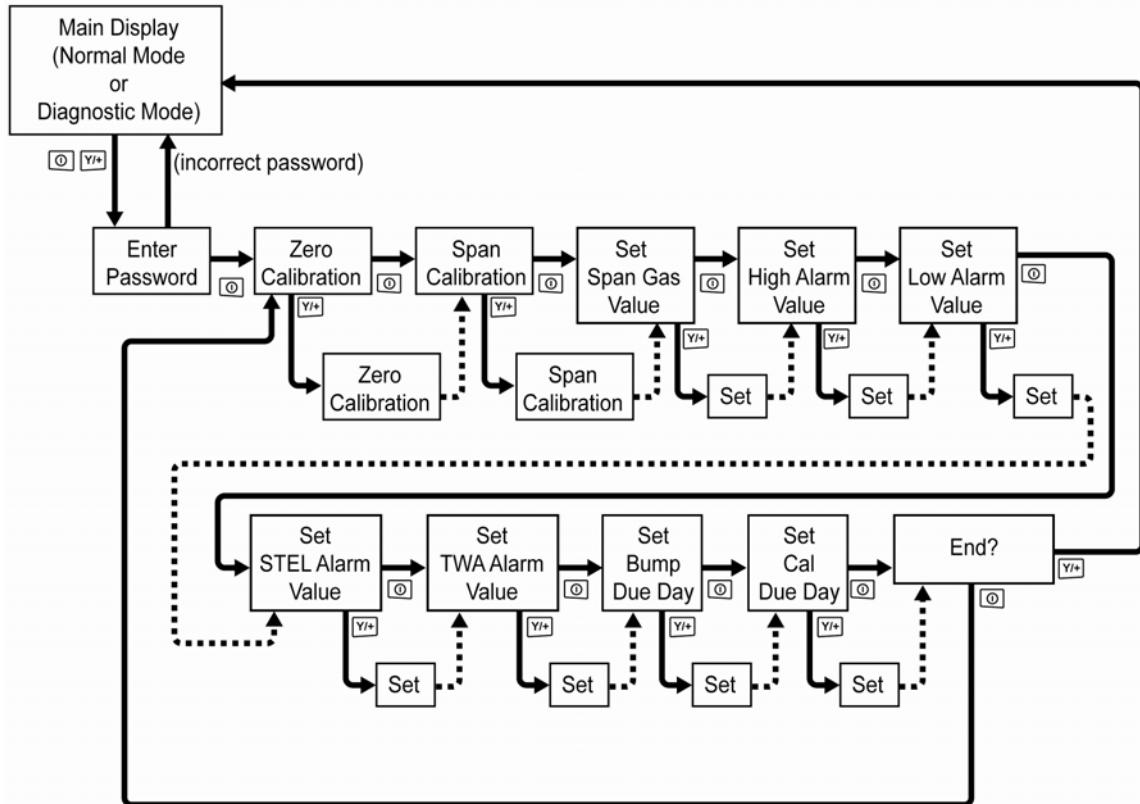 Main Display
(Normal Mode
or
Diagnostic Mode)
Y/+
(incorrect password)
Enter
Password
Zero
Calibration
Span
Calibration
Set
Span Gas
Value
Set
High Alarm
Value
Set
Low Alarm
Value
Y/+
Y/+
Y/+
Y/+
Y/+
Zero
Calibration
Span
Calibration
Set
Set
Set
Set
STEL Alarm
Value
Set
TWA Alarm
Value
Set
Bump
Due Day
Set
Cal
Due Day
End?
Y/+
Y/+
Y/+
Y/+
Y/+
Set
Set
Set
Set